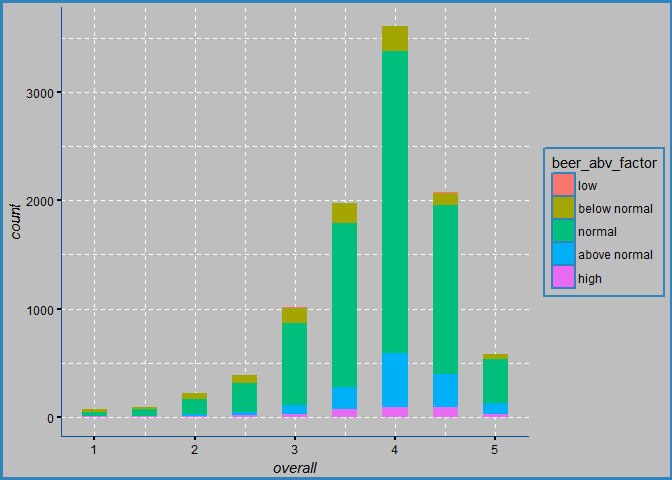 3000
2000
1000
0
count
1
2
3
4
5
overall
beer_abv_factor
low
below normal
normal
above normal
high